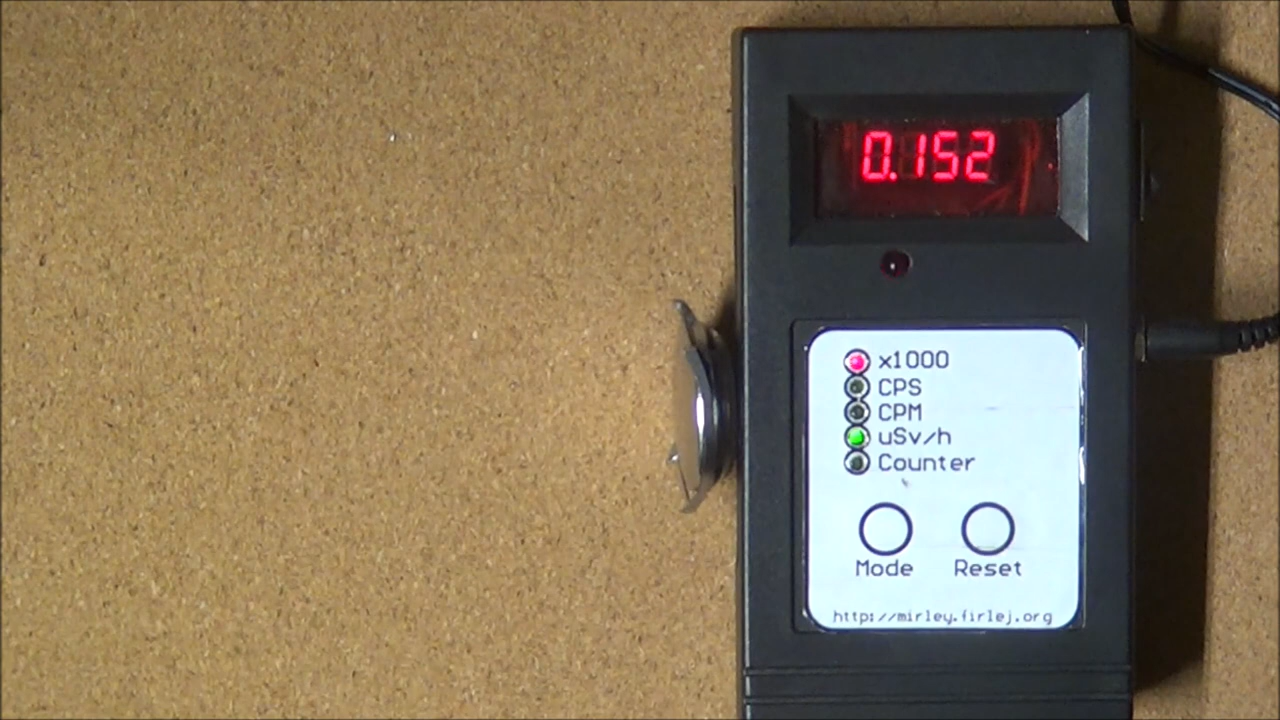 0.152
x1000
CPS
CPM
uSv/h
Counter
Mode Reset
http://mirley.firlej.org